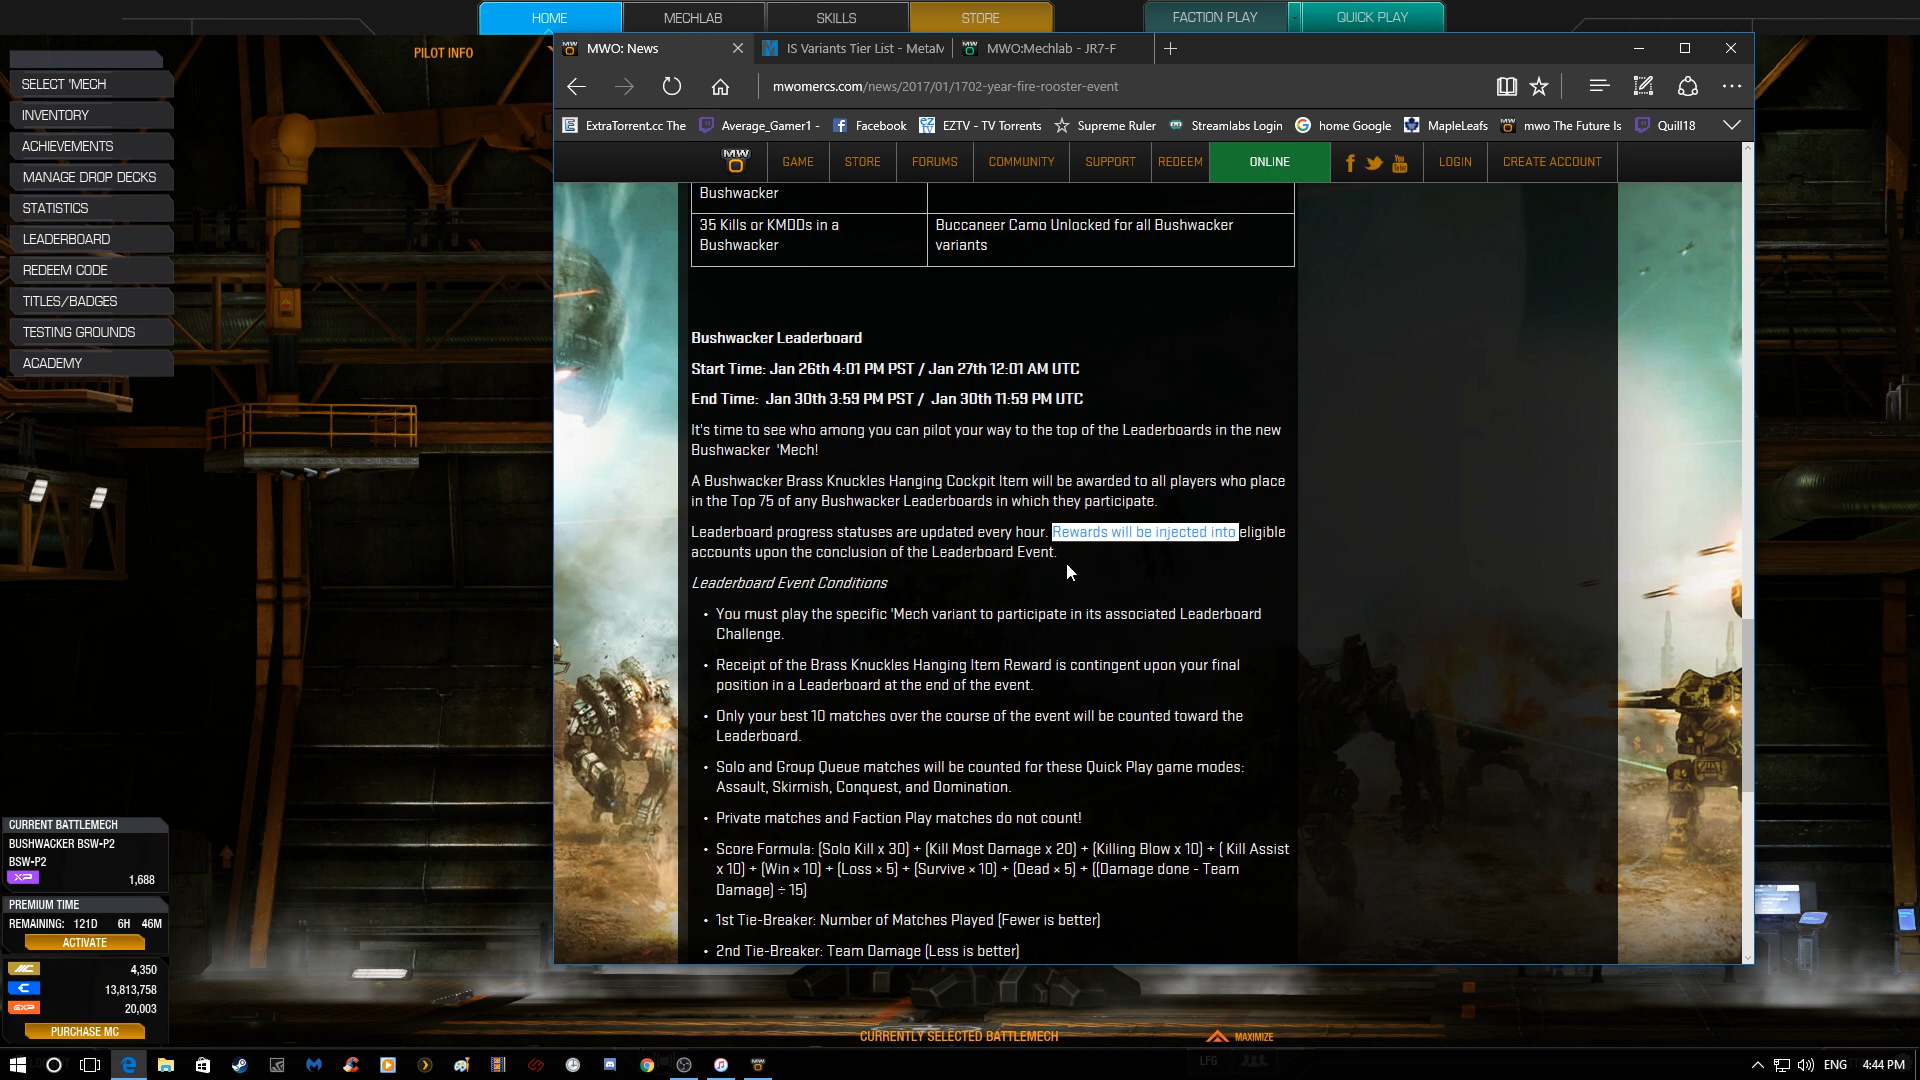 HOME
MECHLAB
SKILLS
STORE
FACTION PLAY
QUICK PLAY
PILOT INFO
SELECT 'MECH
INVENTORY
ACHIEVEMENTS
MANAGE DROP DECKS
STATISTICS
LEADERBOARD
REDEEM CODE
TITLES/BADGES
TESTING GROUNDS
ACADEMY
MWO: News
IS Variants Tier List - MetaM
MWO:Mechlab - JR7-F
mwomercs.com/news/2017/01/1702-year-fire-rooster-event
ExtraTorrent.cc The
Average_Gamer1 -
Facebook
EZTV - TV Torrents
Supreme Ruler
Streamlabs Login
home Google
MapleLeafs
mwo The Future Is
Quill18
MW
GAME
STORE
FORUMS
COMMUNITY
SUPPORT
REDEEM
ONLINE
LOGIN
CREATE ACCOUNT
Bushwacker
35 Kills or KMDDs in a
Bushwacker
Buccaneer Camo Unlocked for all Bushwacker
variants
Bushwacker Leaderboard
Start Time: Jan 26th 4:01 PM PST / Jan 27th 12:01 AM UTC
End Time: Jan 30th 3:59 PM PST / Jan 30th 11:59 PM UTC
It's time to see who among you can pilot your way to the top of the Leaderboards in the new
Bushwacker 'Mech!
A Bushwacker Brass Knuckles Hanging Cockpit Item will be awarded to all players who place
in the Top 75 of any Bushwacker Leaderboards in which they participate.
Leaderboard progress statuses are updated every hour. Rewards will be injected into eligible
accounts upon the conclusion of the Leaderboard Event.
Leaderboard Event Conditions
• You must play the specific 'Mech variant to participate in its associated Leaderboard
Challenge.
• Receipt of the Brass Knuckles Hanging Item Reward is contingent upon your final
position in a Leaderboard at the end of the event.
• Only your best 10 matches over the course of the event will be counted toward the
Leaderboard.
• Solo and Group Queue matches will be counted for these Quick Play game modes:
Assault, Skirmish, Conquest, and Domination.
• Private matches and Faction Play matches do not count!
• Score Formula: (Solo Kill x 30) + (Kill Most Damage x 20) + (Killing Blow x 10) + ( Kill Assist
x 10) + (Win × 10) + (Loss × 5) + (Survive × 10) + (Dead × 5) + ((Damage done - Team
Damage) ÷ 15)
• 1st Tie-Breaker: Number of Matches Played (Fewer is better)
• 2nd Tie-Breaker: Team Damage (Less is better)
CURRENT BATTLEMECH
BUSHWACKER BSW-P2
BSW-P2
XP 1,688
PREMIUM TIME
REMAINING: 121D 6H 46M
ACTIVATE
MC 4,350
C 13,813,758
GXP 20,003
PURCHASE MC
CURRENTLY SELECTED BATTLEMECH
MAXIMIZE
LFG
ENG
4:44 PM